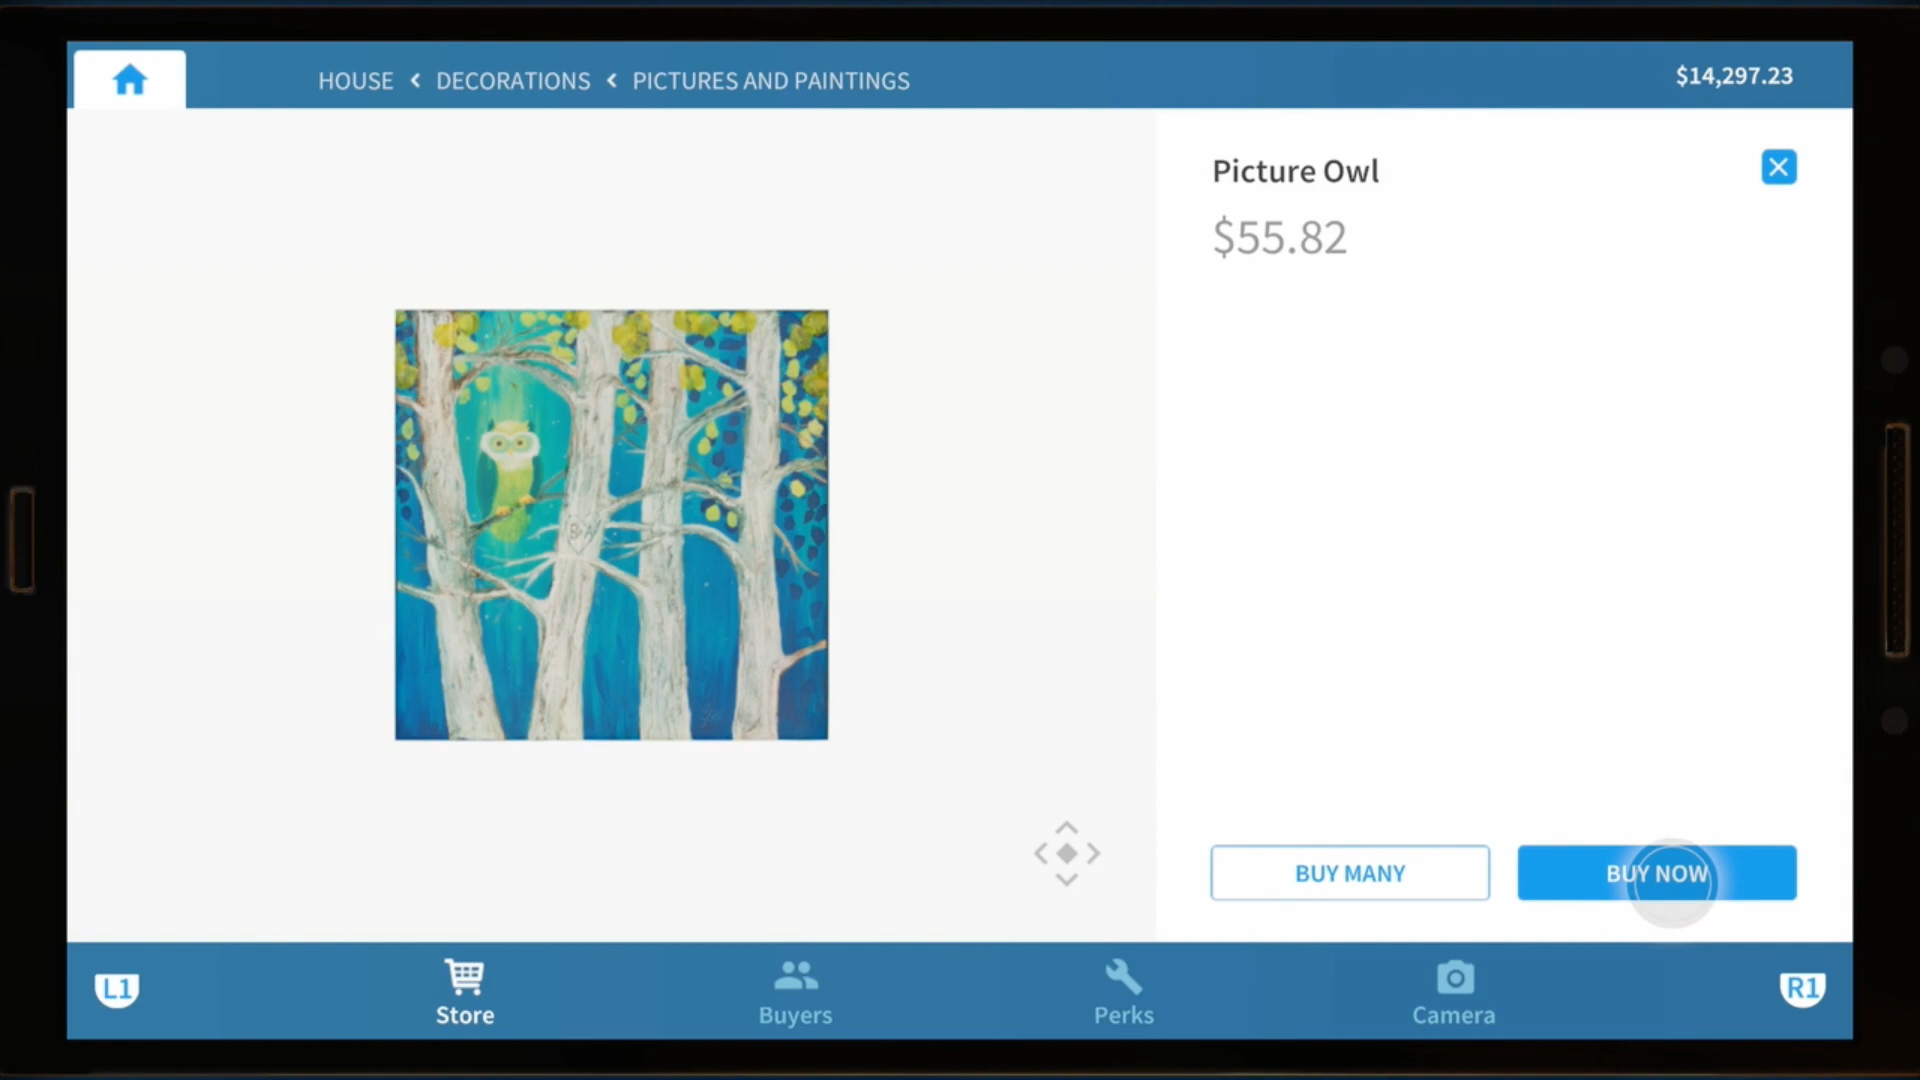 HOUSE < DECORATIONS < PICTURES AND PAINTINGS
$14,297.23
Picture Owl
$55.82
BUY MANY
BUY NOW
L1
Store
Buyers
Perks
Camera
R1